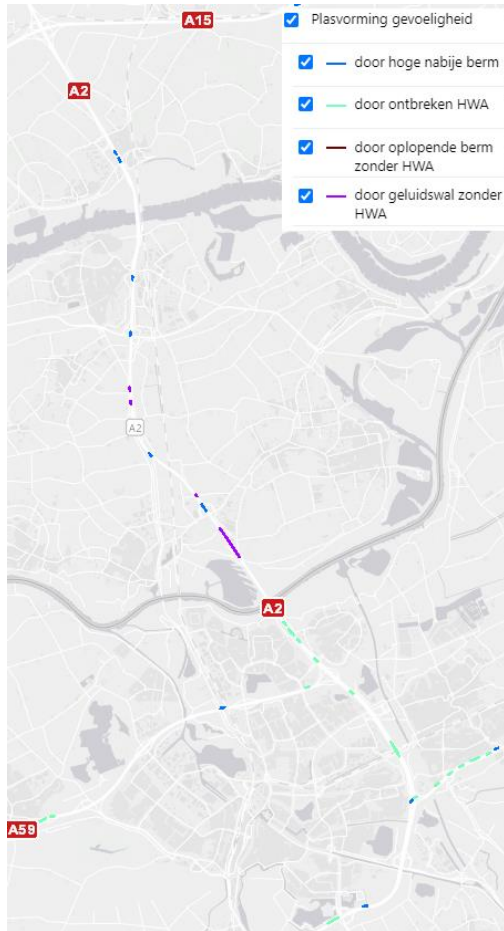 A15
Plasvorming gevoeligheid
door hoge nabije berm
A2
door ontbreken HWA
door oplopende berm
zonder HWA
door geluidswal zonder
HWA
A2
A2
A59